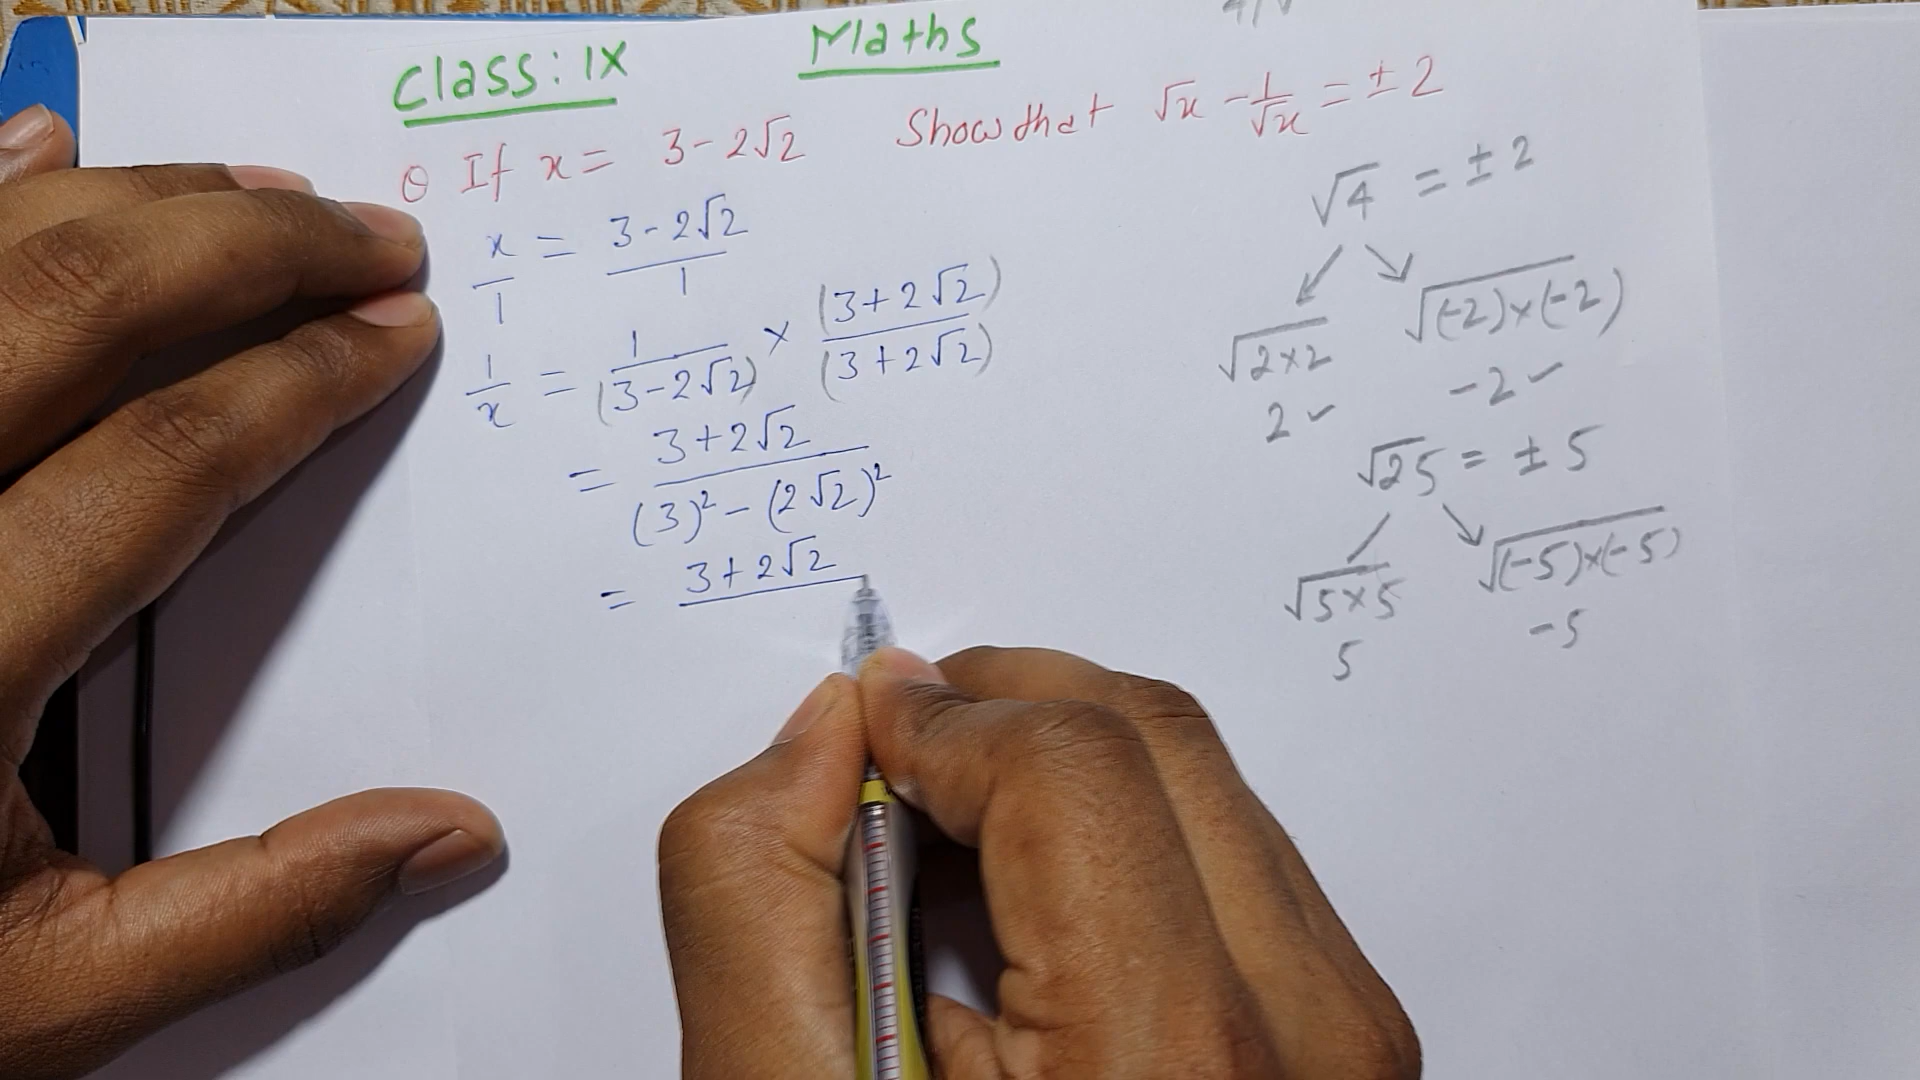 Class: IX Maths
Q If x = 3-2√2 Show that √x - 1/√x = ± 2
x/1 = (3-2√2)/1
1/x = 1/(3-2√2) × (3+2√2)/(3+2√2)
= (3+2√2)/((3)²-(2√2)²)
= 3+2√2
√4 = ± 2
√2×2 √(-2)×(-2)
2 ✓ -2 ✓
√25 = ± 5
√5×5 √(-5)×(-5)
5 -5